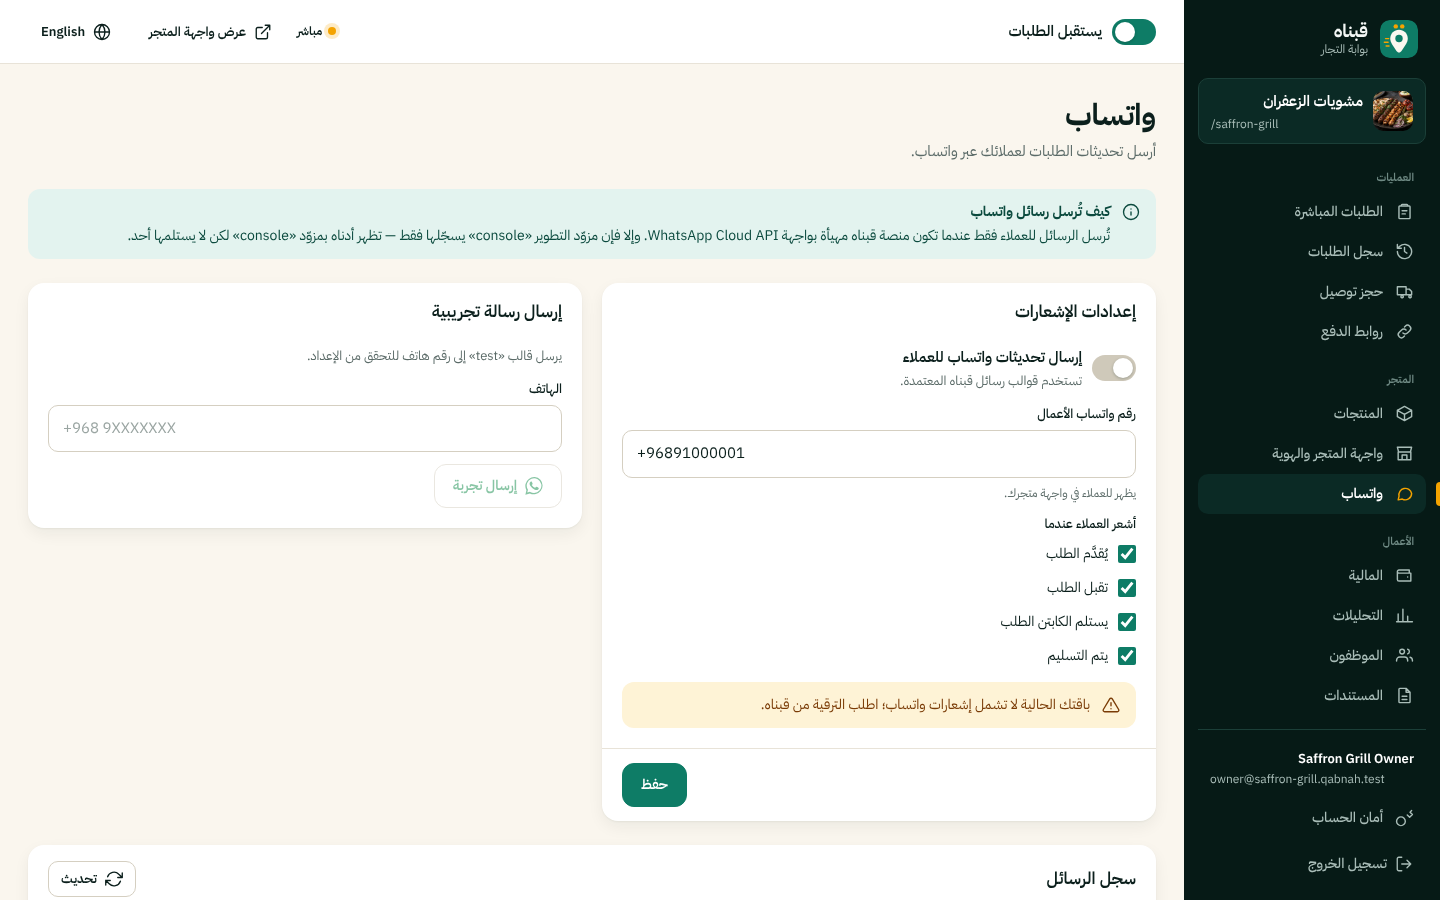 قبناه
بوابة التجار
مشويات الزعفران
/saffron-grill
العمليات
الطلبات المباشرة
سجل الطلبات
حجز توصيل
روابط الدفع
المتجر
المنتجات
واجهة المتجر والهوية
واتساب
الأعمال
المالية
التحليلات
الموظفون
المستندات
Saffron Grill Owner
owner@saffron-grill.qabnah.test
أمان الحساب
تسجيل الخروج
يستقبل الطلبات
مباشر
عرض واجهة المتجر
English
واتساب
أرسل تحديثات الطلبات لعملائك عبر واتساب.
كيف تُرسل رسائل واتساب
تُرسل الرسائل للعملاء فقط عندما تكون منصة قبناه مهيأة بواجهة WhatsApp Cloud API. وإلا فإن مزوّد التطوير «console» يسجّلها فقط — تظهر أدناه بمزوّد «console» لكن لا يستلمها أحد.
إعدادات الإشعارات
إرسال تحديثات واتساب للعملاء
تستخدم قوالب رسائل قبناه المعتمدة.
رقم واتساب الأعمال
+96891000001
يظهر للعملاء في واجهة متجرك.
أشعر العملاء عندما
يُقدَّم الطلب
تقبل الطلب
يستلم الكابتن الطلب
يتم التسليم
باقتك الحالية لا تشمل إشعارات واتساب؛ اطلب الترقية من قبناه.
حفظ
إرسال رسالة تجريبية
يرسل قالب «test» إلى رقم هاتف للتحقق من الإعداد.
الهاتف
+968 9XXXXXXX
إرسال تجربة
سجل الرسائل
تحديث